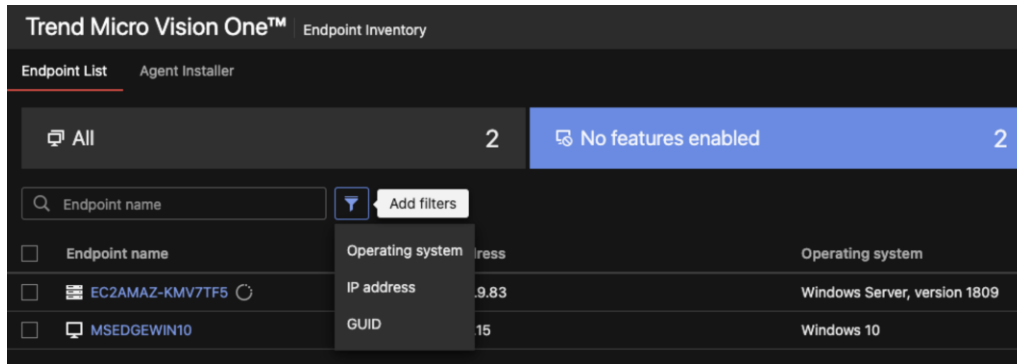 Trend Micro Vision One™ Endpoint Inventory
Endpoint List Agent Installer
All 2 No features enabled 2
Endpoint name Add filters
Endpoint name Operating system ress Operating system
IP address
EC2AMAZ-KMV7TF5 .9.83 Windows Server, version 1809
GUID
MSEDGEWIN10 .15 Windows 10